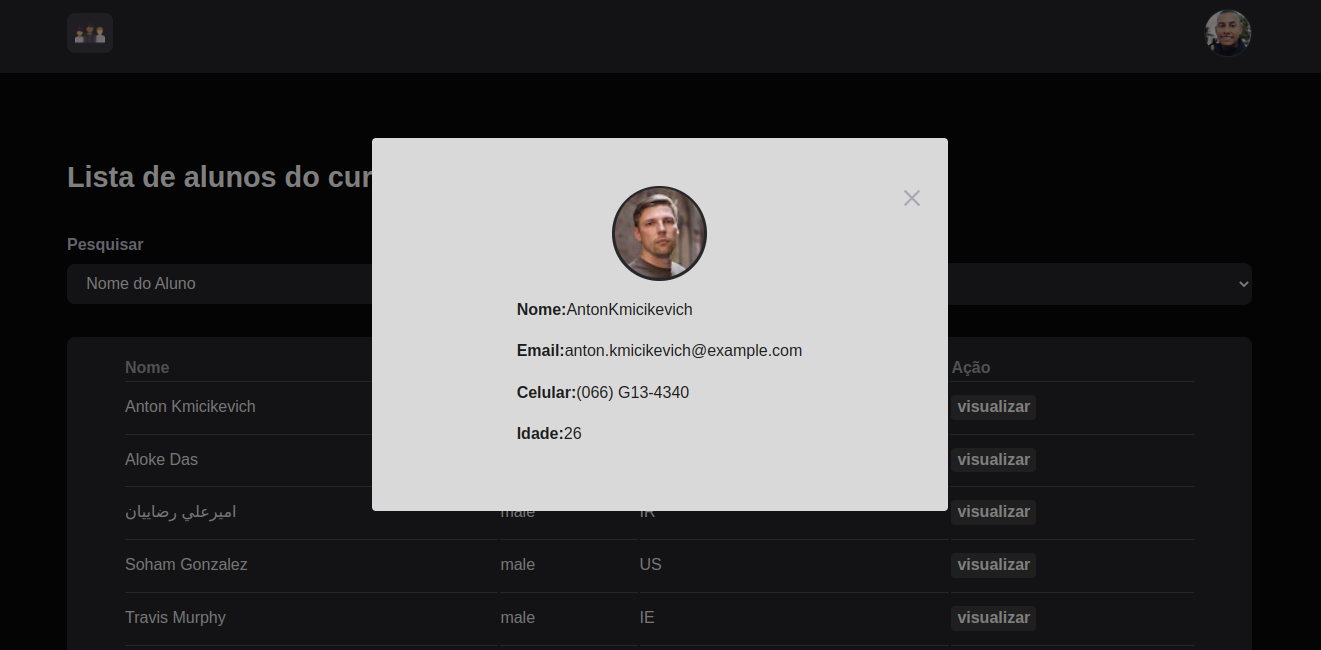 Lista de alunos do cur
Pesquisar
Nome do Aluno
Nome:AntonKmicikevich
Email:anton.kmicikevich@example.com
Celular:(066) G13-4340
Idade:26
Nome Ação
Anton Kmicikevich visualizar
Aloke Das visualizar
اميرعلي رضاييان male IR visualizar
Soham Gonzalez male US visualizar
Travis Murphy male IE visualizar